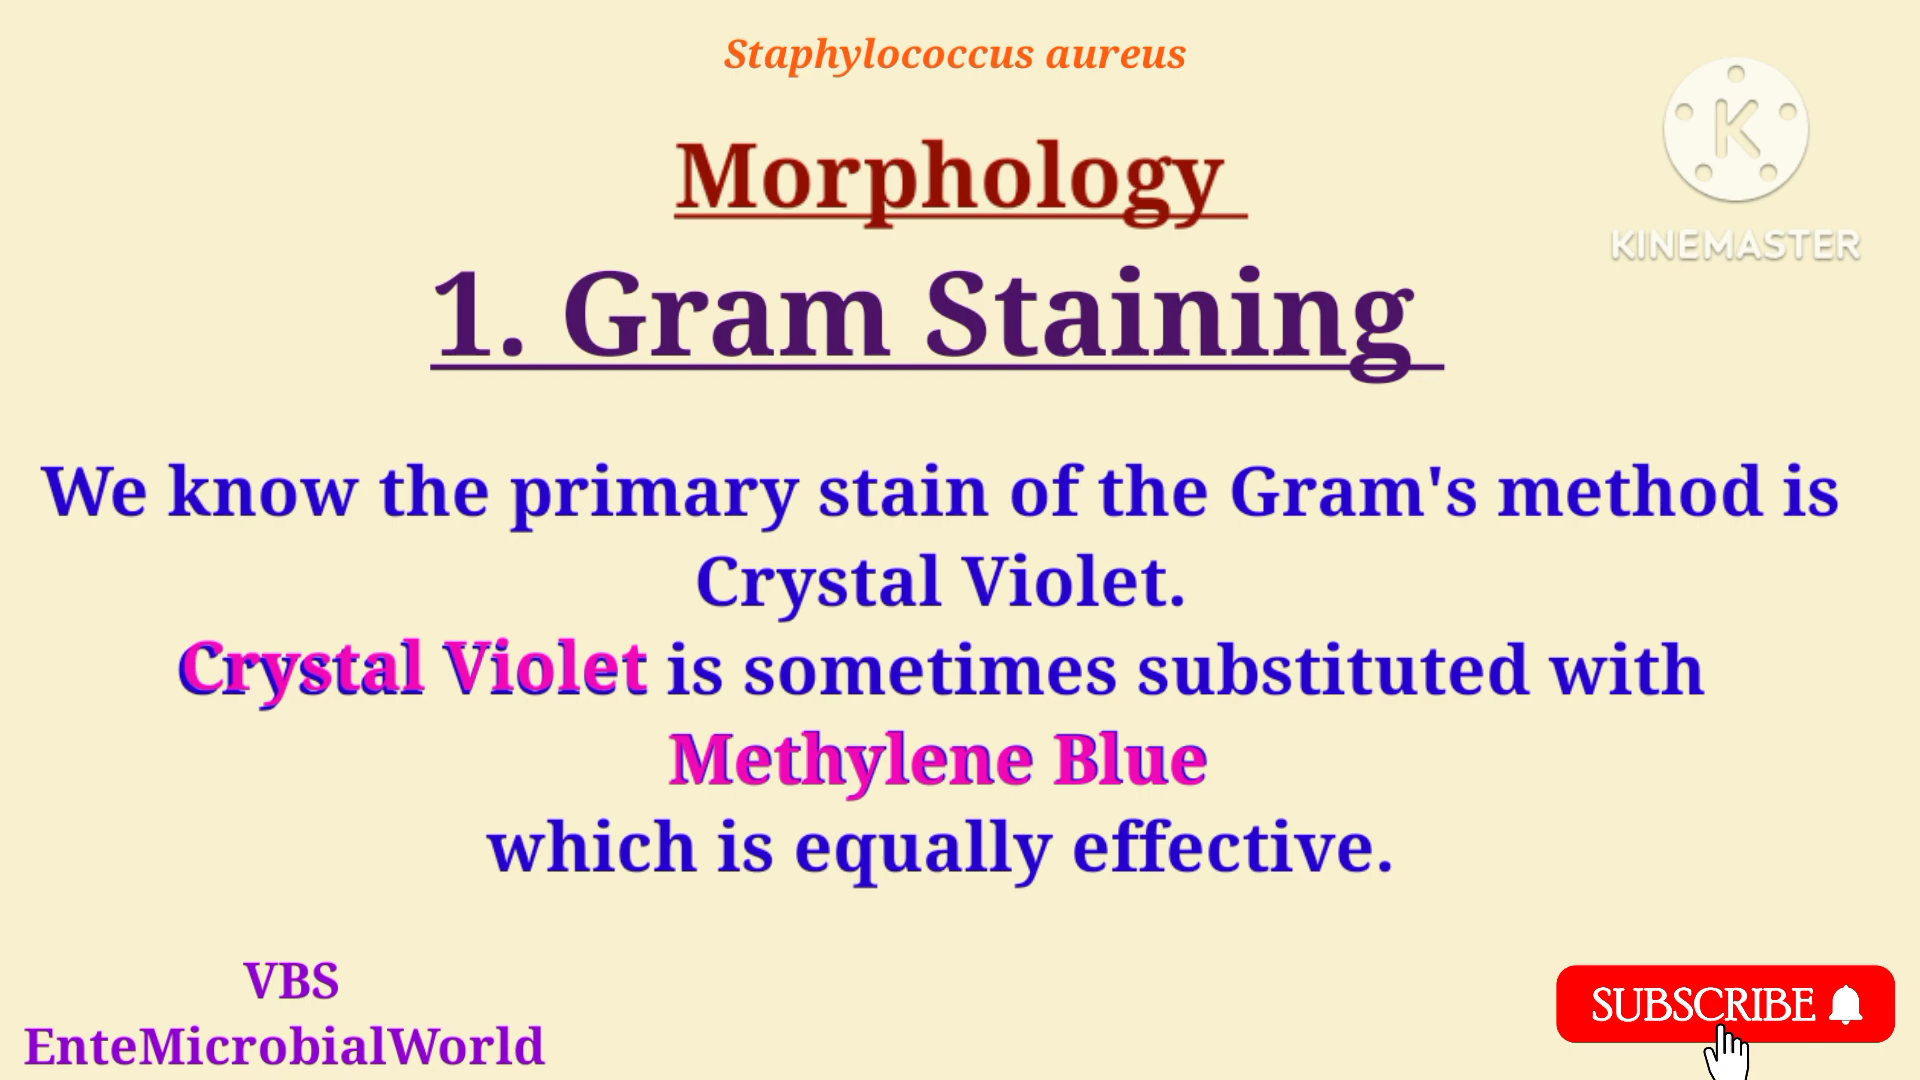 Staphylococcus aureus
Morphology
K
KINEMASTER
1. Gram Staining
We know the primary stain of the Gram's method is
Crystal Violet.
Crystal Violet is sometimes substituted with
Methylene Blue
which is equally effective.
VBS
EnteMicrobialWorld
SUBSCRIBE